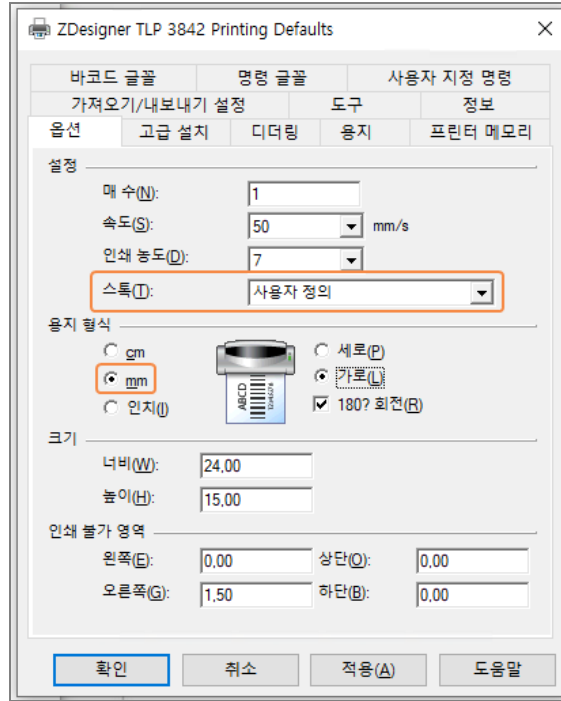 ZDesigner TLP 3842 Printing Defaults
바코드 글꼴 명령 글꼴 사용자 지정 명령
가져오기/내보내기 설정 도구 정보
옵션 고급 설치 디더링 용지 프린터 메모리
설정
매 수(N): 1
속도(S): 50 mm/s
인쇄 농도(D): 7
스톡(T): 사용자 정의
용지 형식
cm 세로(P)
mm 가로(L)
인치(I) 180? 회전(R)
ABCD
12345678
크기
너비(W): 24,00
높이(H): 15,00
인쇄 불가 영역
왼쪽(E): 0,00 상단(O): 0,00
오른쪽(G): 1,50 하단(B): 0,00
확인 취소 적용(A) 도움말